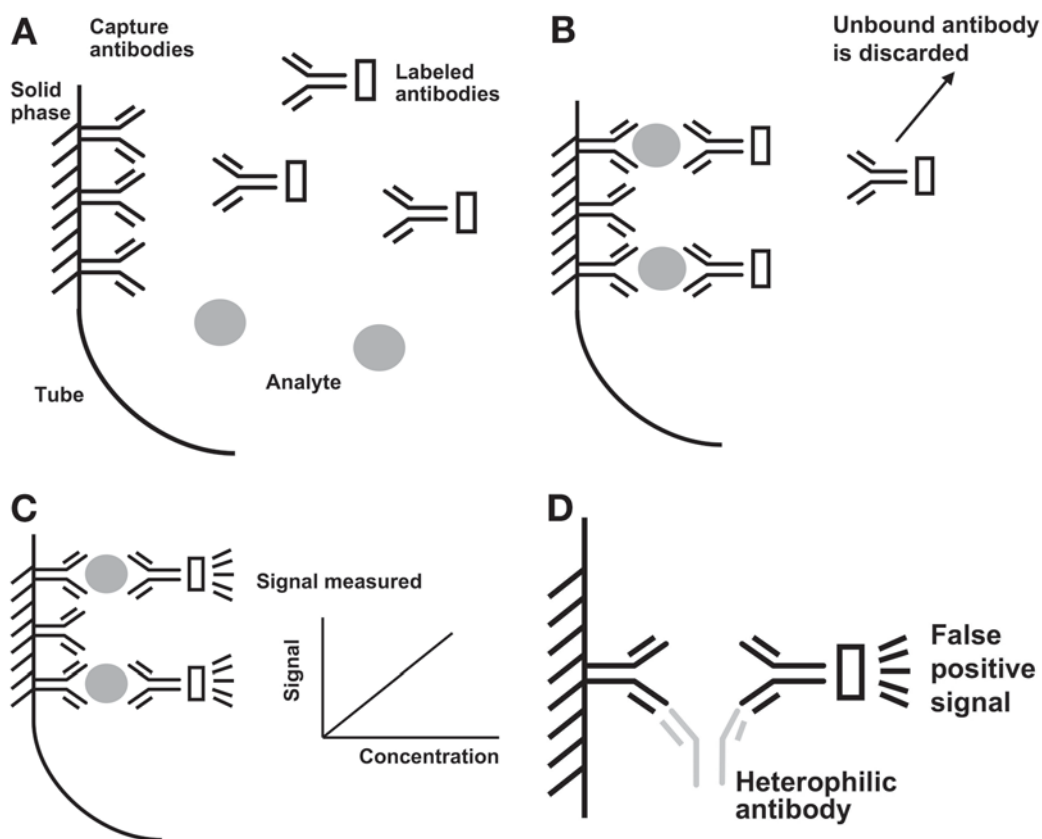 A
Capture
antibodies
Solid
phase
Labeled
antibodies
Tube
Analyte
B
Unbound antibody
is discarded
C
Signal measured
Signal
Concentration
D
False
positive
signal
Heterophilic
antibody